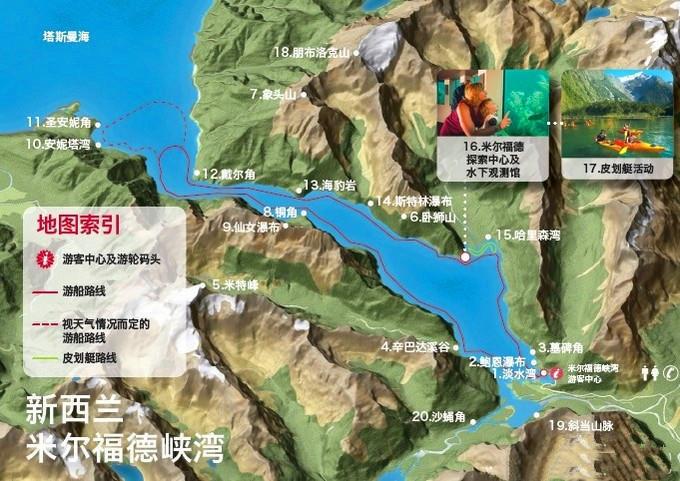 塔斯曼海
18.朋布洛克山
7.象头山
11.圣安妮角
10.安妮塔湾
12.戴尔角
13.海豹岩
14.斯特林瀑布
8.铜角
6.卧狮山
9.仙女瀑布
15.哈里森湾
16.米尔福德
探索中心及
水下观测馆
17.皮划艇活动
地图索引
游客中心及游轮码头
游船路线
视天气情况而定的
游船路线
皮划艇路线
5.米特峰
4.辛巴达溪谷
3.墓碑角
2.鲍恩瀑布
1.淡水湾
米尔福德峡湾
游客中心
20.沙蝇角
19.斜当山脉
新西兰
米尔福德峡湾